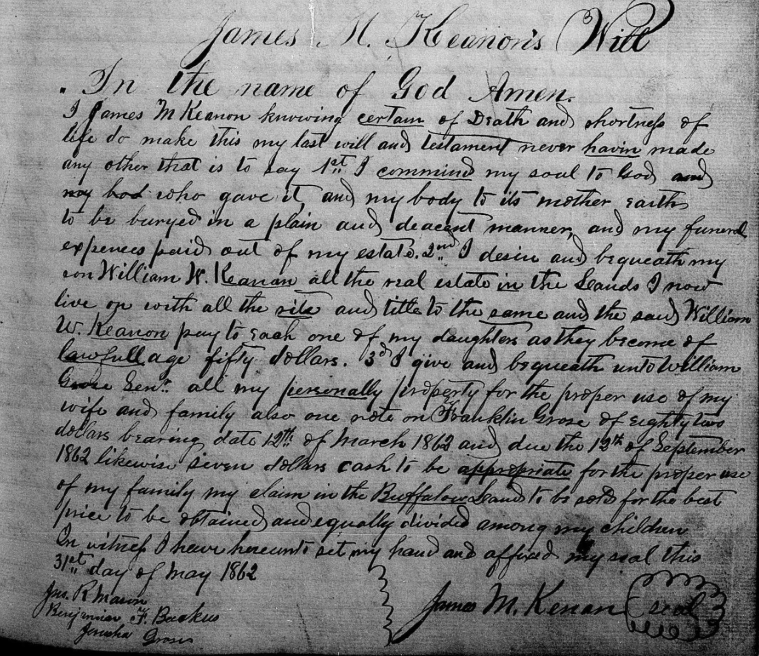 James M. Keanon's Will
In the name of God Amen.
I James M Keanon knowing certain of Death and shortness of
life do make this my last will and testament never havin made
any other that is to say 1st I commind my soul to God and
my bod who gave it, and my body to its mother earth
to be buryed in a plain and deacent manner, and my funeral
expences paid out of my estate. 2nd I desire and bequeath my
son William W. Keanan all the real estate in the Lands I now
live on with all the rite and title to the same and the said William
W. Keanon pay to each one of my daughters as they become of
lawfull age fifty dollars. 3d I give and bequeath unto William
Grose Senr. all my personally property for the proper use of my
wife and family also one note on Franklin Grose of eighty two
dollars bearing date 12th of March 1862 and due the 12th of September
1862 likewise seven dollars cash to be appropriate for the proper use
of my family my claim in the Buffalow Land to be sold for the best
price to be obtained and equally divided among my children
In witness I have hereunto set my hand and affixed my seal this
31st day of May 1862
James M. Kenan seal
Jno. R Mason
Benjamin F. Backus
Grose